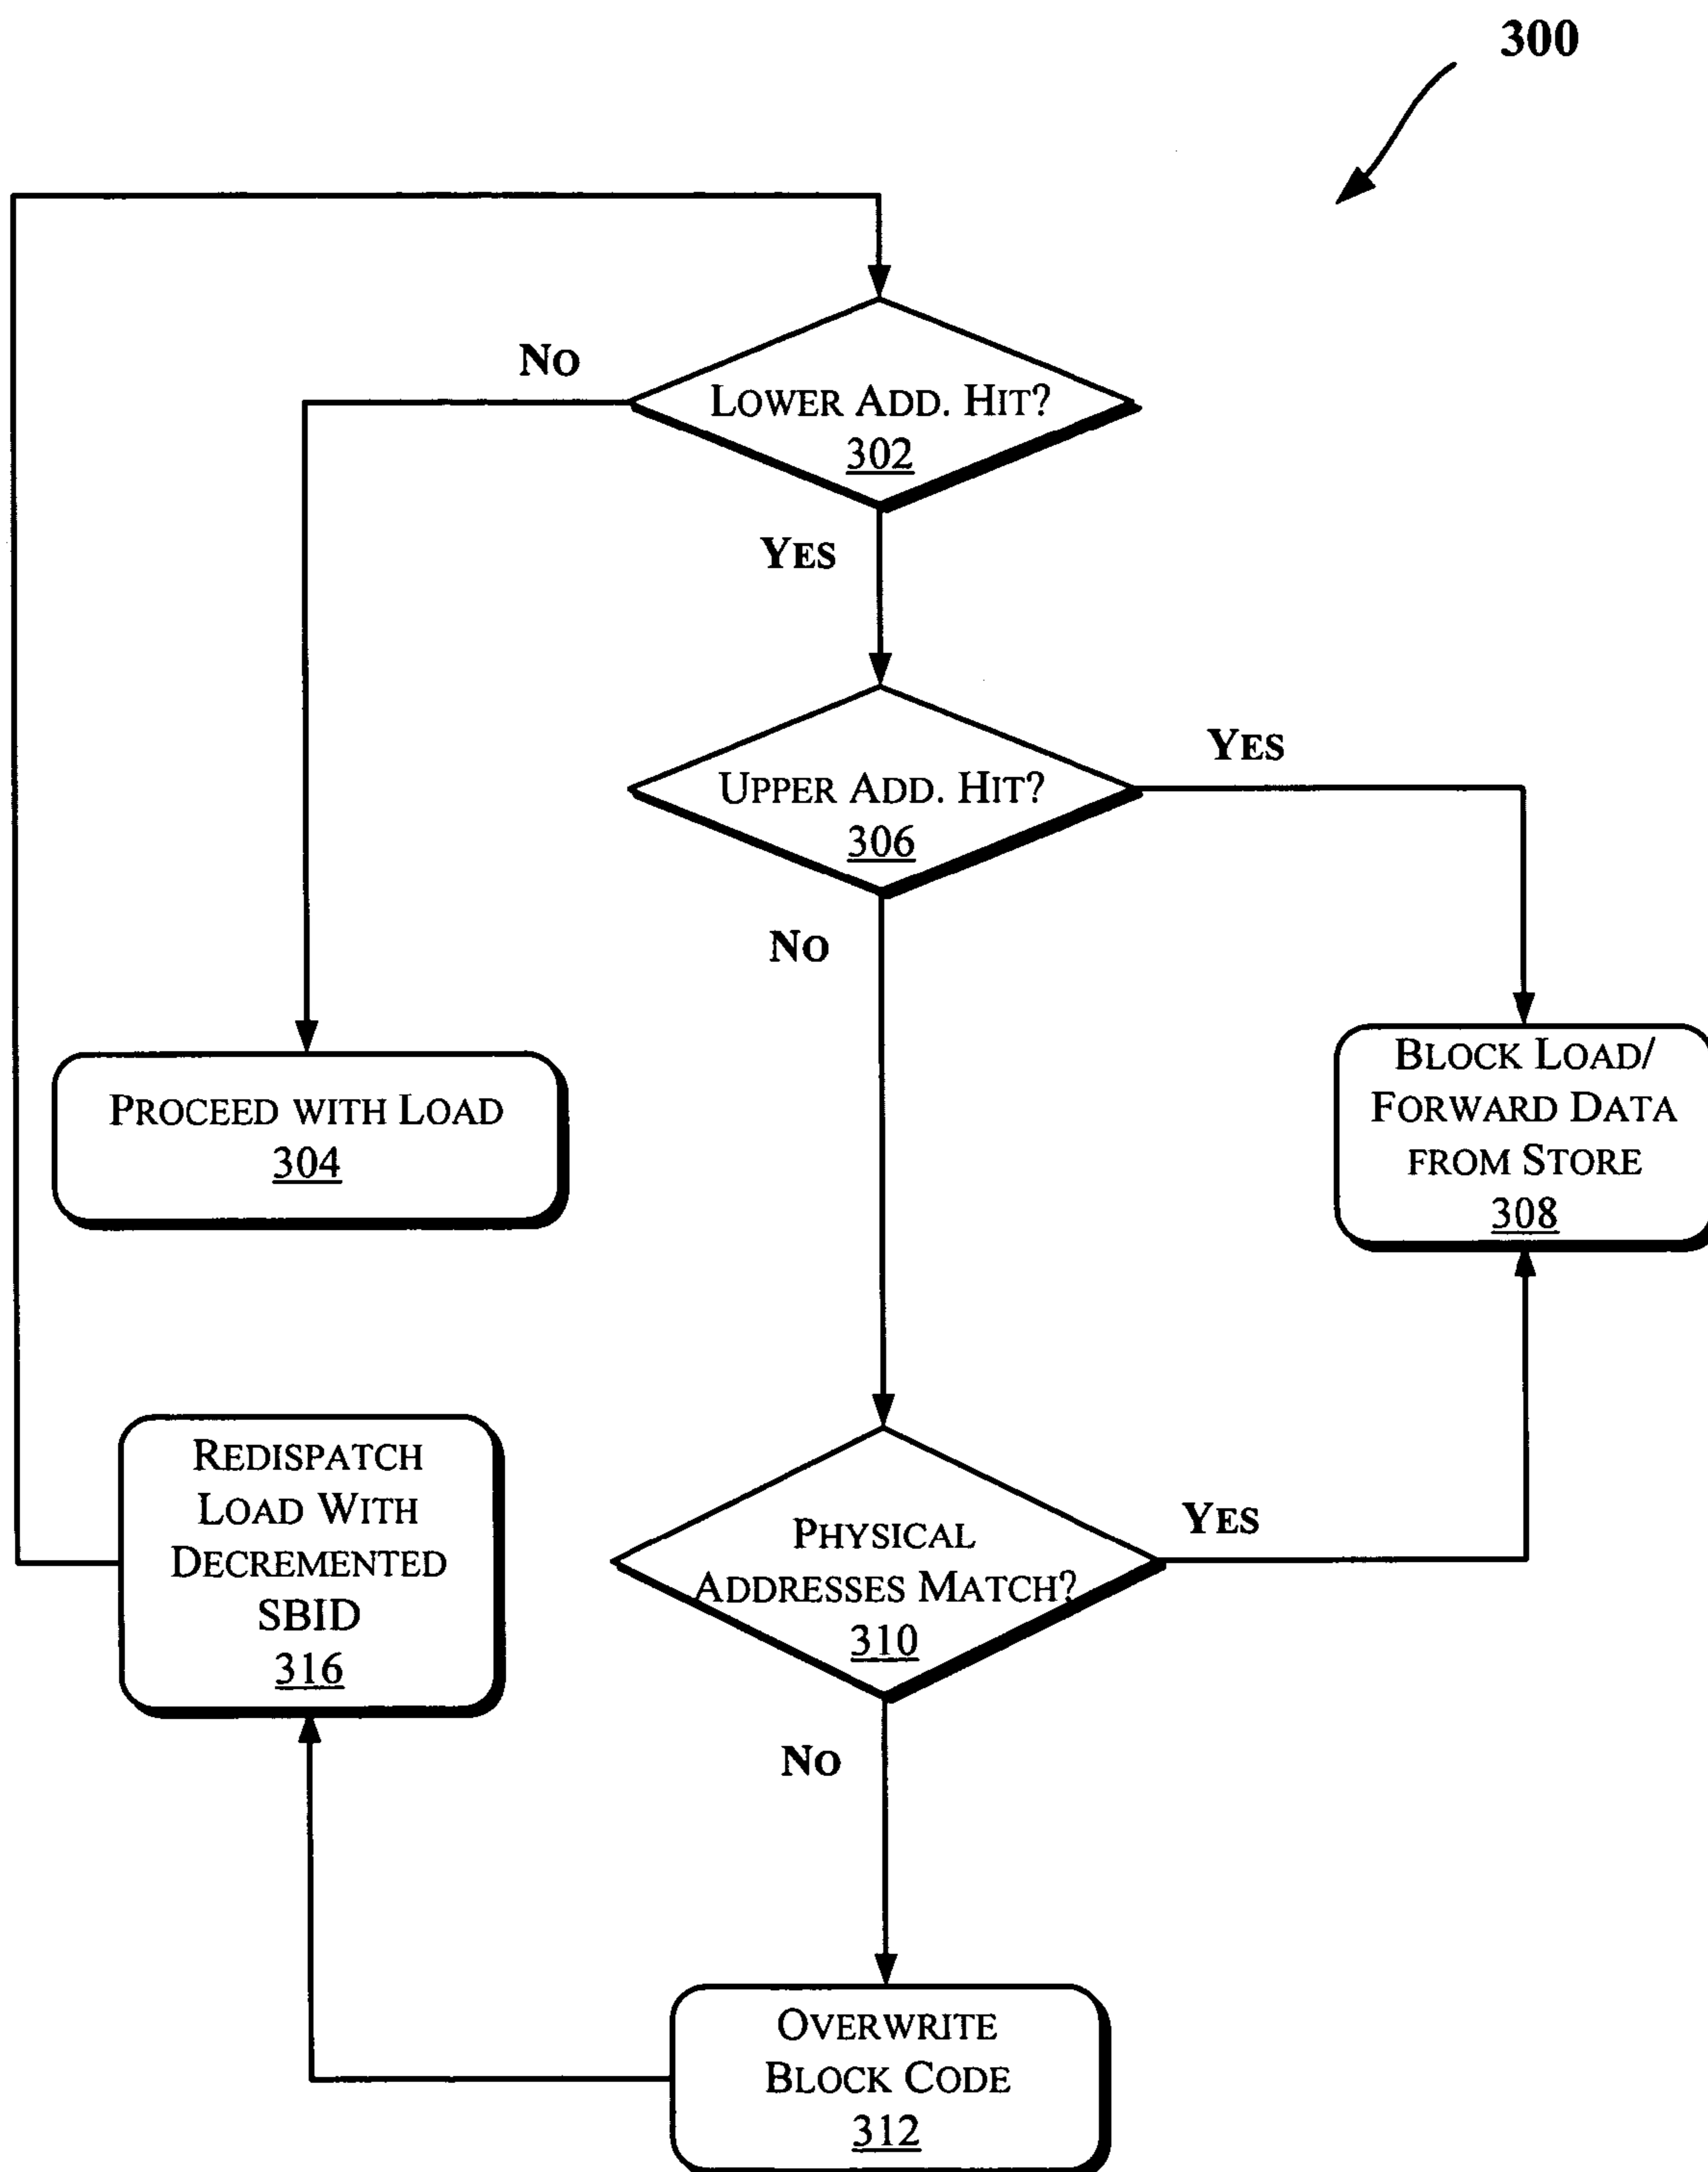 300
NO
LOWER ADD. HIT?
302
YES
UPPER ADD. HIT?
306
YES
NO
PROCEED WITH LOAD
304
BLOCK LOAD/
FORWARD DATA
FROM STORE
308
REDISPATCH
LOAD WITH
DECREMENTED
SBID
316
PHYSICAL
ADDRESSES MATCH?
310
YES
NO
OVERWRITE
BLOCK CODE
312